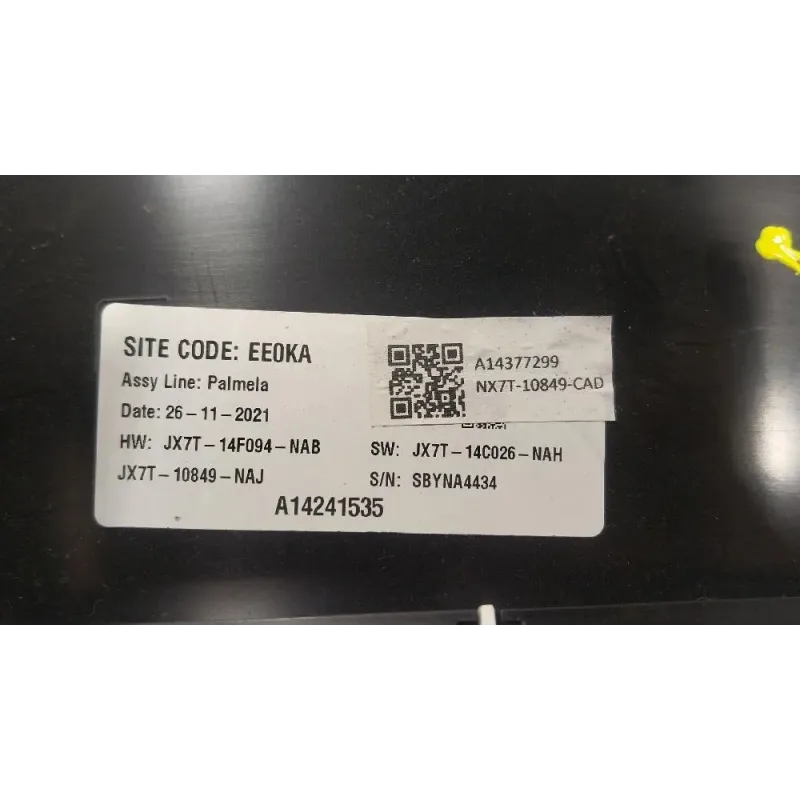 SITE CODE: EE0KA
Assy Line: Palmela
Date: 26-11-2021
HW: JX7T-14F094-NAB
SW: JX7T-14C026-NAH
JX7T-10849-NAJ
S/N: SBYNA4434
A14241535
A14377299
NX7T-10849-CAD